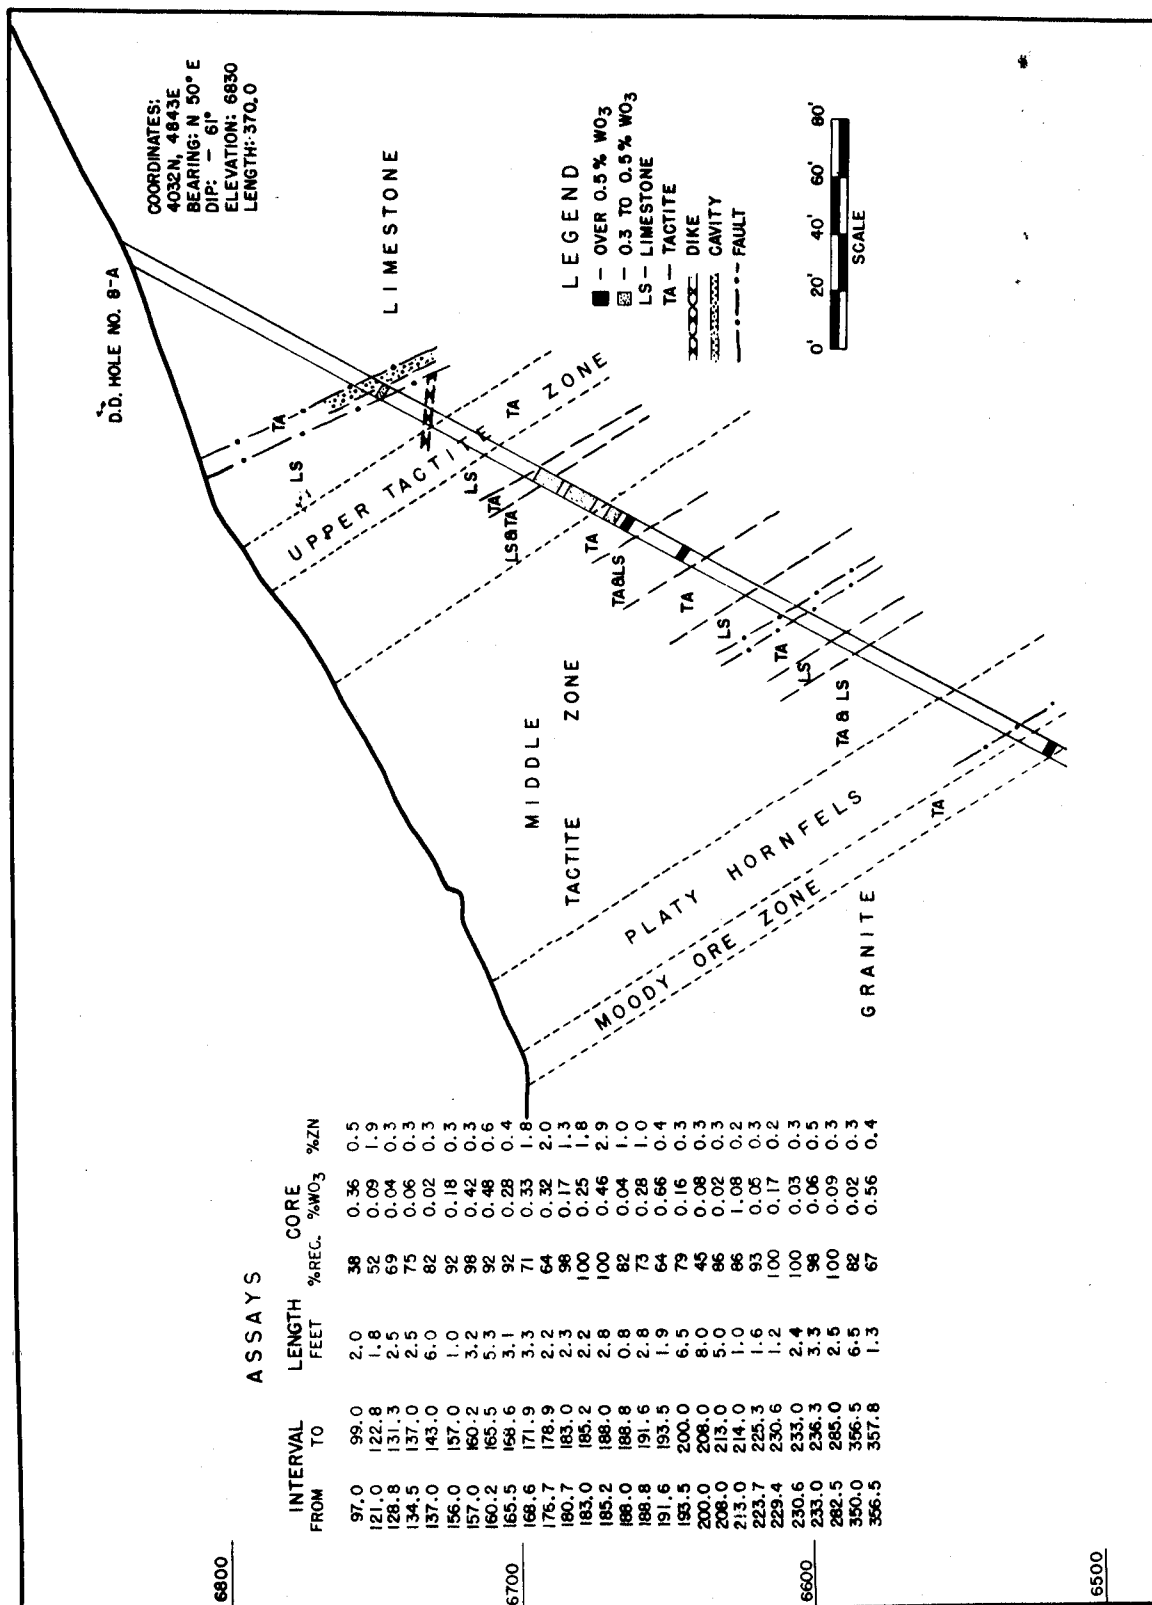 COORDINATES:
4032N, 4843E
BEARING: N 50° E
DIP: - 61°
ELEVATION: 6830
LENGTH: 370.0
D.D. HOLE NO. 8-A
LIMESTONE
LEGEND
- OVER 0.5% WO3
- 0.3 TO 0.5% WO3
LS - LIMESTONE
TA - TACTITE
DIKE
CAVITY
FAULT
0' 20' 40' 60' 80'
SCALE
TA
LS
UPPER TACTITE ZONE
TA
TA
LS
TA
LS&TA
TA
TA&LS
TA
LS
TA
LS
TA & LS
MIDDLE
TACTITE ZONE
PLATY HORNFELS
MOODY ORE ZONE
TA
GRANITE
ASSAYS
INTERVAL LENGTH CORE
FROM TO FEET %REC. %WO3 %ZN
97.0 99.0 2.0 38 0.36 0.5
121.0 122.8 1.8 52 0.09 1.9
128.8 131.3 2.5 69 0.04 0.3
134.5 137.0 2.5 75 0.06 0.3
137.0 143.0 6.0 82 0.02 0.3
156.0 157.0 1.0 92 0.18 0.3
157.0 160.2 3.2 98 0.42 0.3
160.2 165.5 5.3 92 0.48 0.6
165.5 168.6 3.1 92 0.28 0.4
168.6 171.9 3.3 71 0.33 1.8
176.7 178.9 2.2 64 0.32 2.0
180.7 183.0 2.3 98 0.17 1.3
183.0 185.2 2.2 100 0.25 1.8
185.2 188.0 2.8 100 0.46 2.9
188.0 188.8 0.8 82 0.04 1.0
188.8 191.6 2.8 73 0.28 1.0
191.6 193.5 1.9 64 0.66 0.4
193.5 200.0 6.5 79 0.16 0.3
200.0 208.0 8.0 45 0.08 0.3
208.0 213.0 5.0 86 0.02 0.3
213.0 214.0 1.0 86 1.08 0.2
223.7 225.3 1.6 93 0.05 0.3
229.4 230.6 1.2 100 0.17 0.2
230.6 233.0 2.4 100 0.03 0.3
233.0 236.3 3.3 98 0.06 0.5
282.5 285.0 2.5 100 0.09 0.3
350.0 356.5 6.5 82 0.02 0.3
356.5 357.8 1.3 67 0.56 0.4
6800
6700
6600
6500